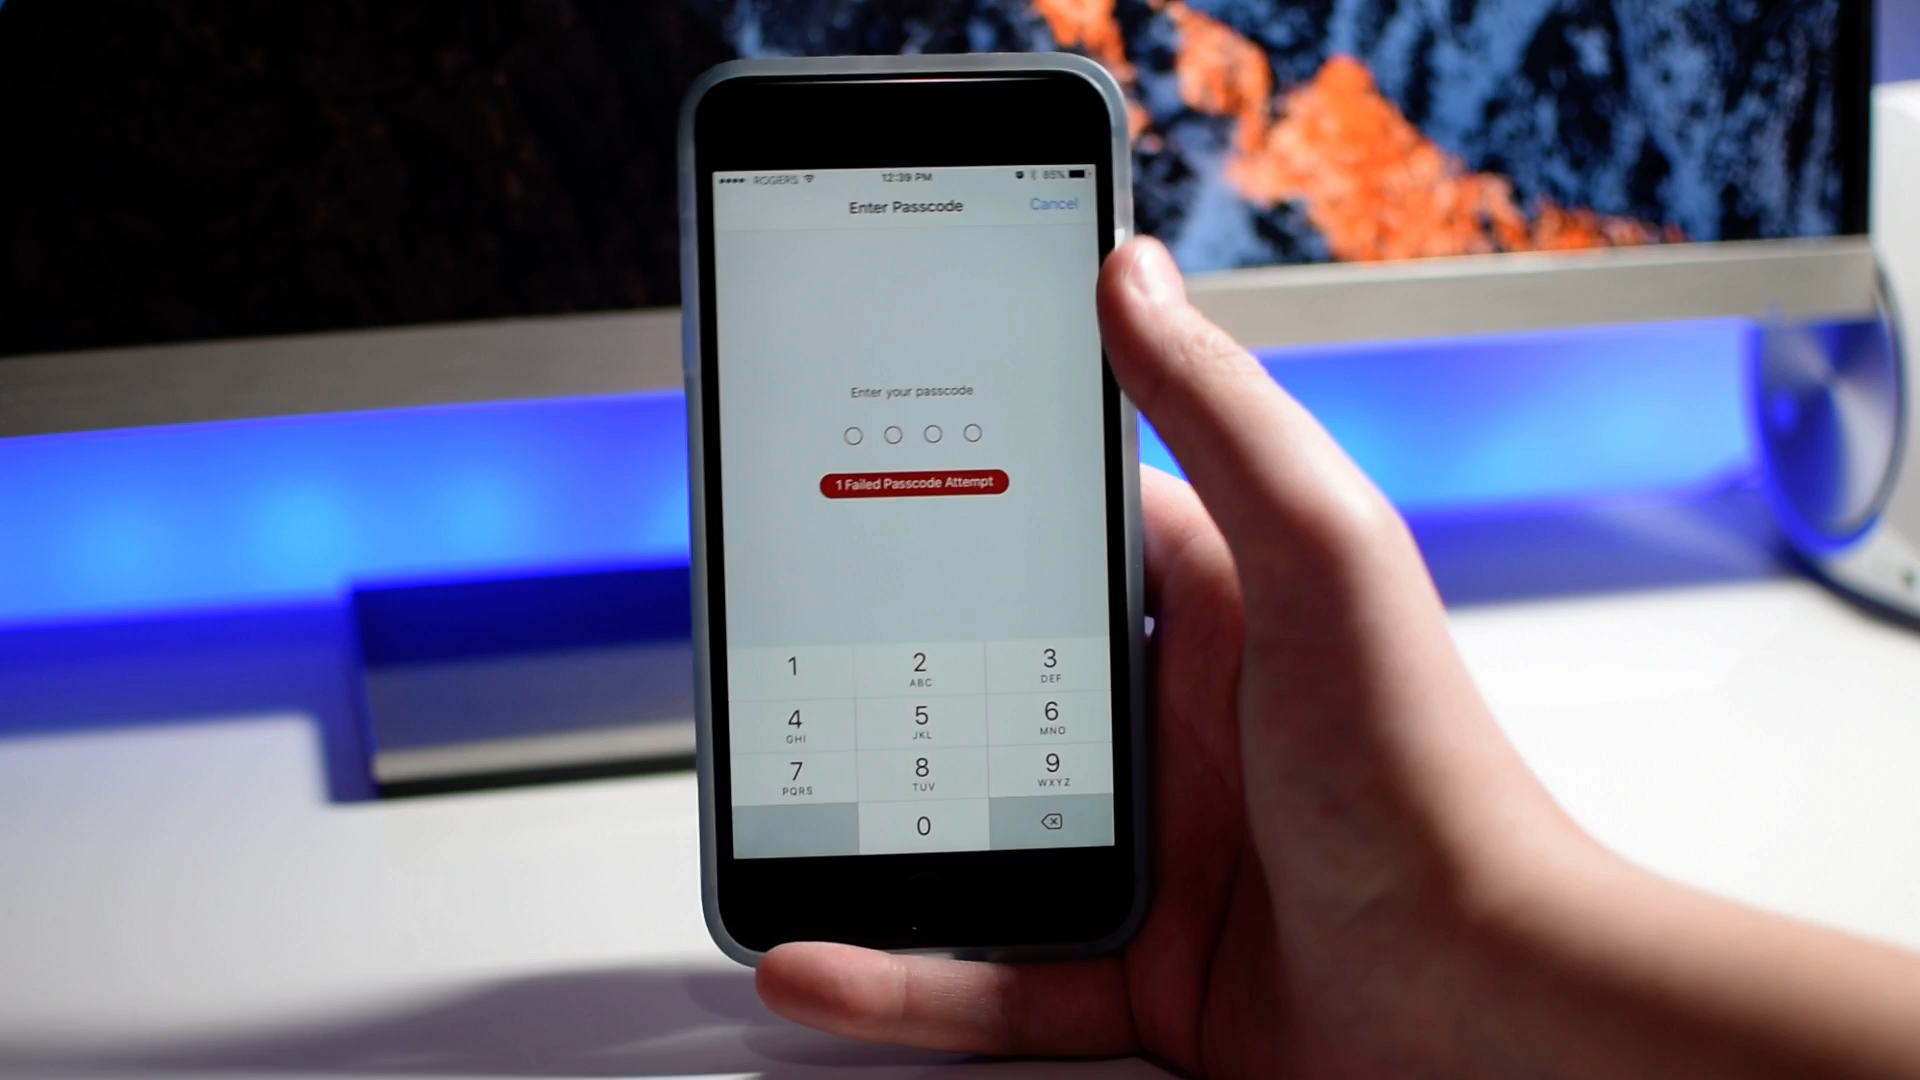 ROGERS 12:39 PM 85%
Enter Passcode Cancel
Enter your passcode
1 Failed Passcode Attempt
1 2 3
ABC DEF
4 5 6
GHI JKL MNO
7 8 9
PQRS TUV WXYZ
0